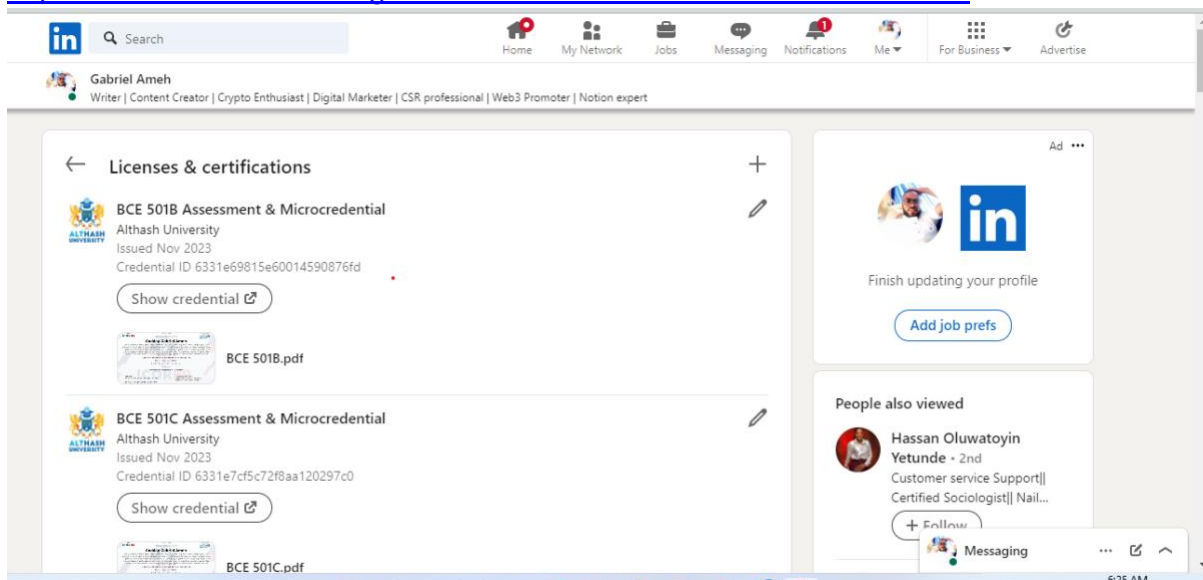 Search
Home
My Network
Jobs
Messaging
1
Notifications
Me
For Business
Advertise
Gabriel Ameh
Writer | Content Creator | Crypto Enthusiast | Digital Marketer | CSR professional | Web3 Promoter | Notion expert
Licenses & certifications
ALTHASH
UNIVERSITY
BCE 501B Assessment & Microcredential
Althash University
Issued Nov 2023
Credential ID 6331e69815e60014590876fd
Show credential
BCE 501B.pdf
ALTHASH
UNIVERSITY
BCE 501C Assessment & Microcredential
Althash University
Issued Nov 2023
Credential ID 6331e7cf5c72f8aa120297c0
Show credential
BCE 501C.pdf
Ad
in
Finish updating your profile
Add job prefs
People also viewed
Hassan Oluwatoyin
Yetunde • 2nd
Customer service Support||
Certified Sociologist|| Nail...
+ Follow
Messaging
6:25 AM